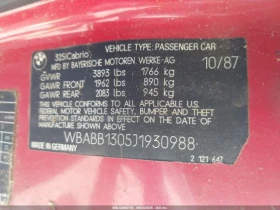 325iCabrio
VEHICLE TYPE: PASSENGER CAR
MFD BY BAYERISCHE MOTOREN WERKE-AG
10/87
GVWR 3893 lbs 1766 kg
GAWR FRONT 1962 lbs 890 kg
GAWR REAR 2083 lbs 945 kg
THIS VEHICLE CONFORMS TO ALL APPLICABLE
FEDERAL MOTOR VEHICLE SAFETY, BUMPER AND THEFT
PREVENTION STANDARDS IN EFFECT ON THE DATE OF
MANUFACTURE SHOWN ABOVE.
WBABB1305J1930988
2 121 647